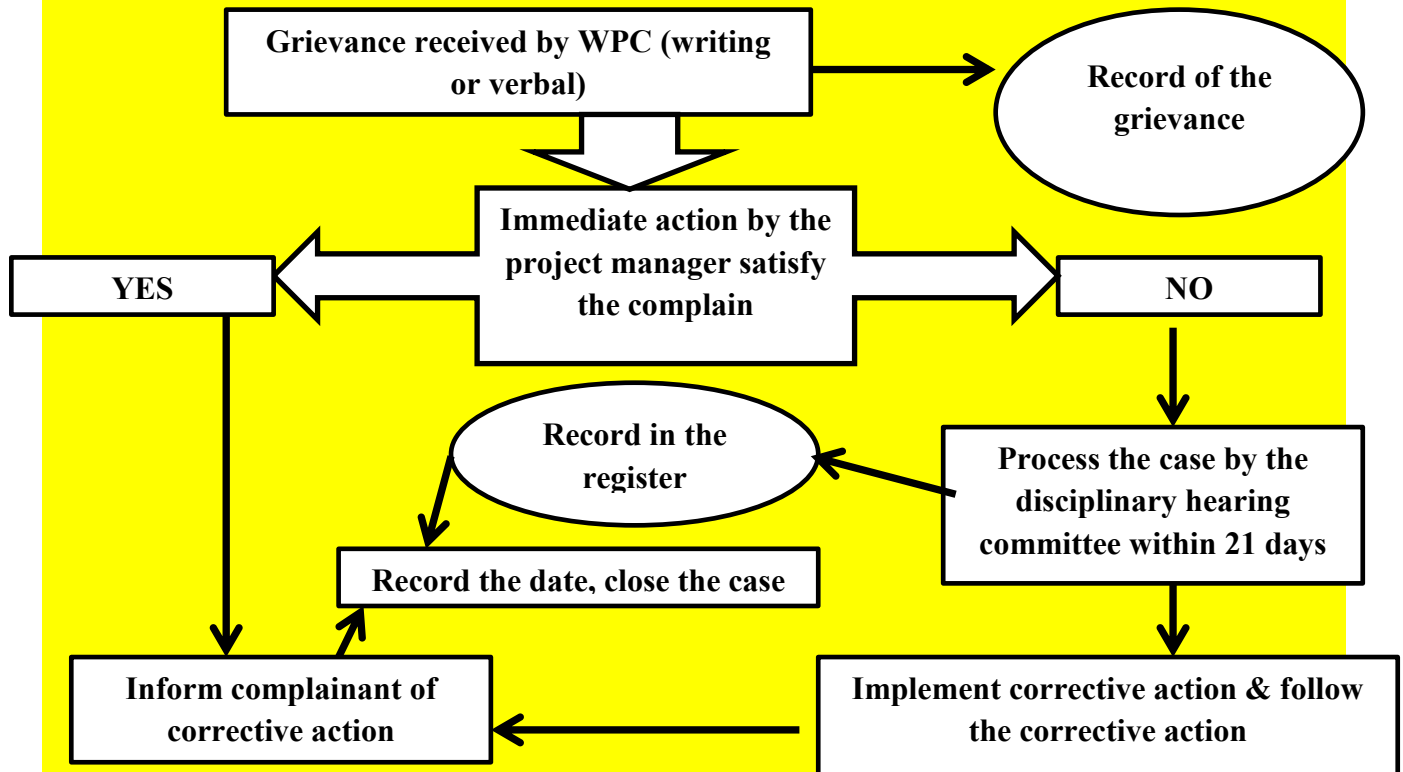 Grievance received by WPC (writing
or verbal)
Record of the
grievance
Immediate action by the
project manager satisfy
the complain
YES
NO
Record in the
register
Process the case by the
disciplinary hearing
committee within 21 days
Record the date, close the case
Inform complainant of
corrective action
Implement corrective action & follow
the corrective action